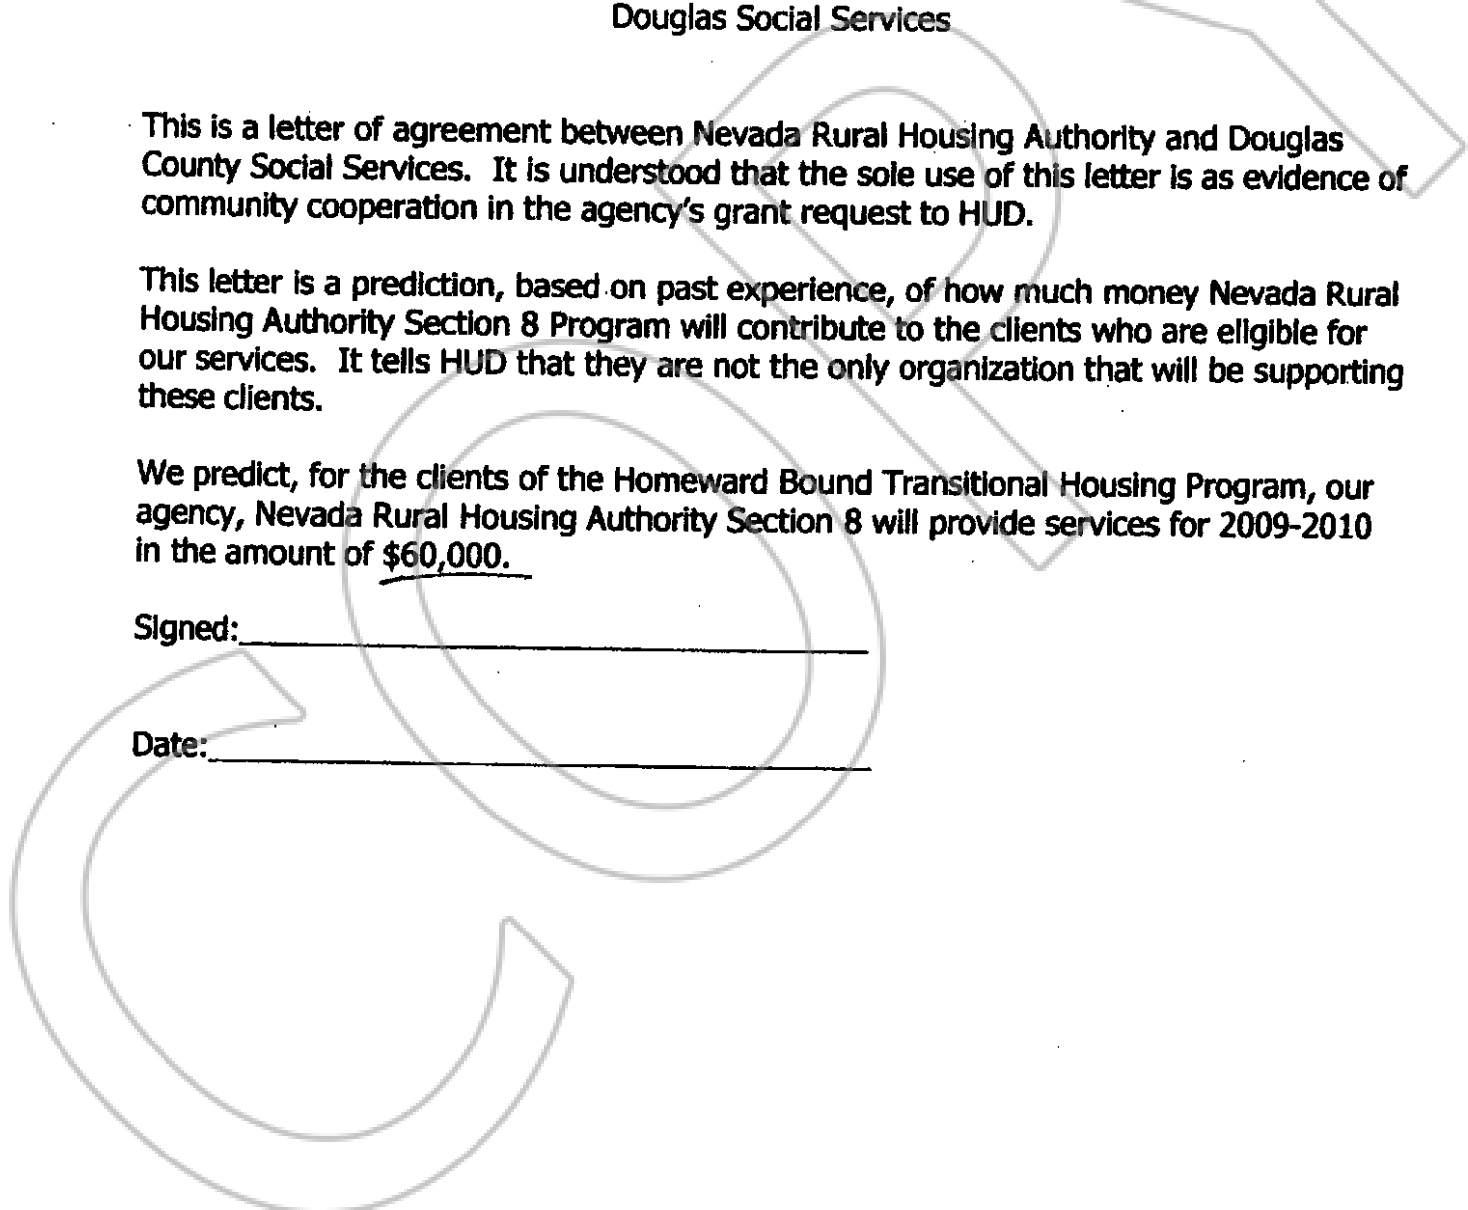 Douglas Social Services
This is a letter of agreement between Nevada Rural Housing Authority and Douglas
County Social Services. It is understood that the sole use of this letter is as evidence of
community cooperation in the agency's grant request to HUD.
This letter is a prediction, based on past experience, of how much money Nevada Rural
Housing Authority Section 8 Program will contribute to the clients who are eligible for
our services. It tells HUD that they are not the only organization that will be supporting
these clients.
We predict, for the clients of the Homeward Bound Transitional Housing Program, our
agency, Nevada Rural Housing Authority Section 8 will provide services for 2009-2010
in the amount of $60,000.
Signed:
Date:
COPY